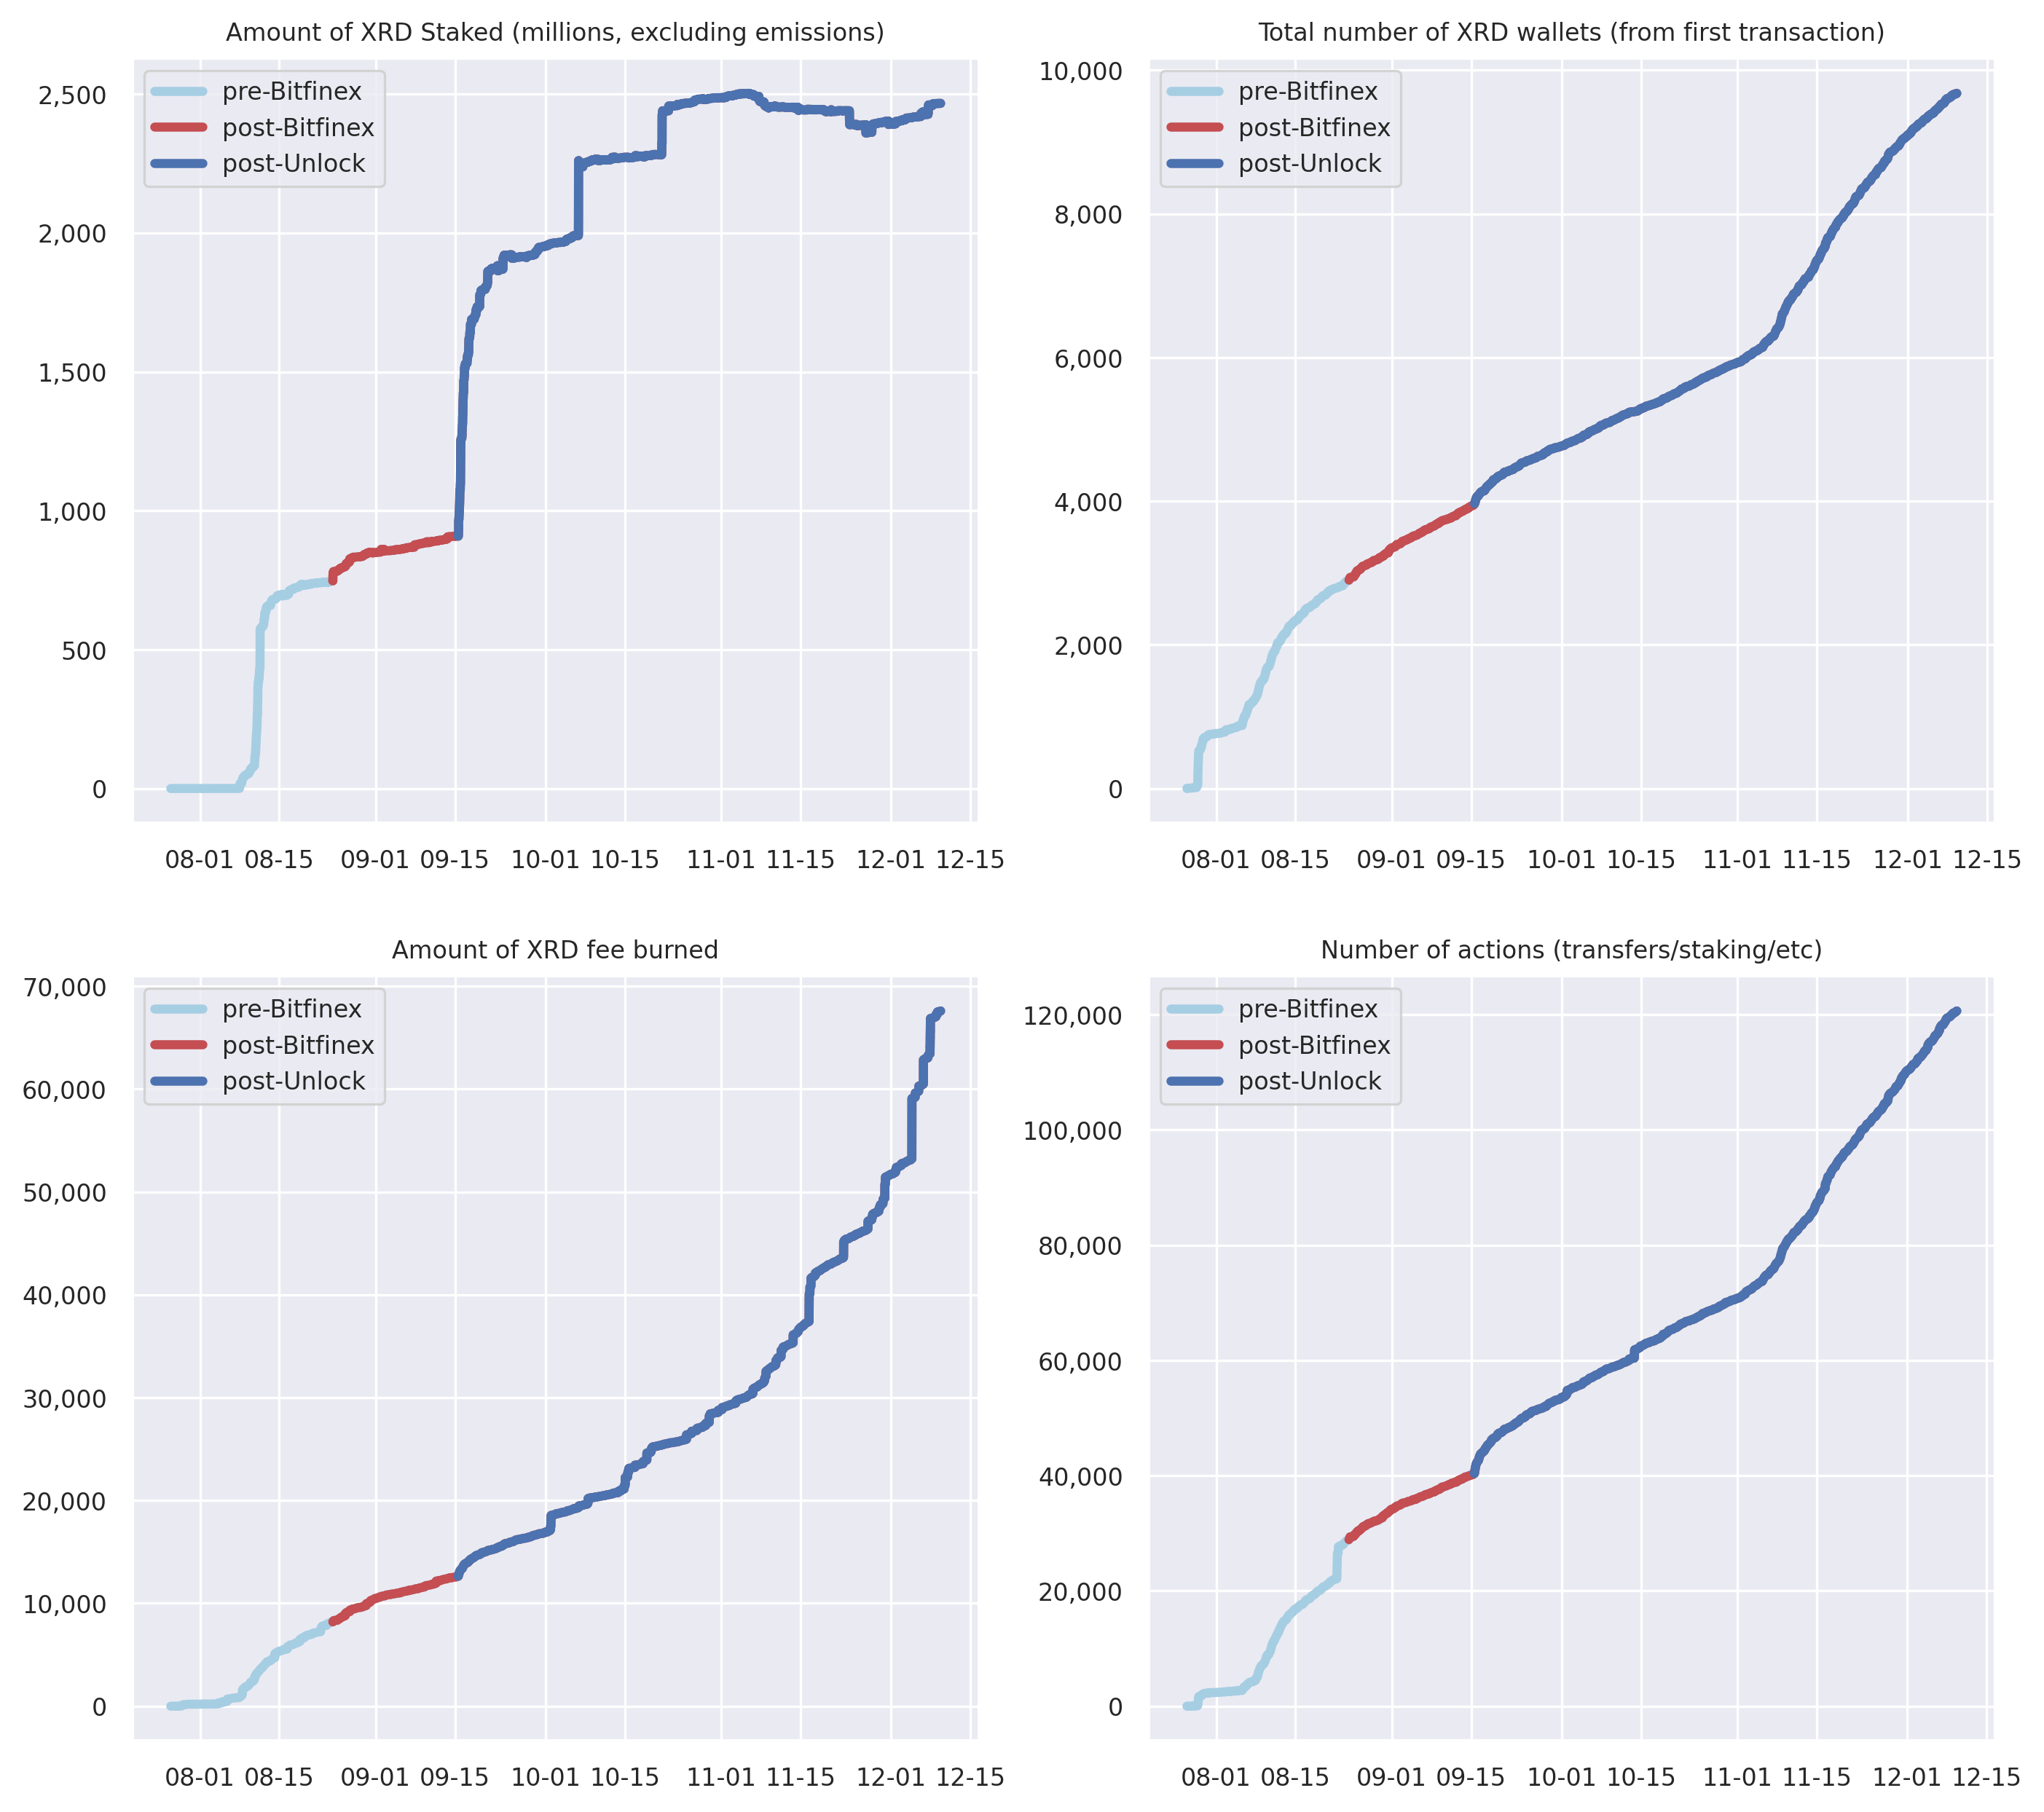 Amount of XRD Staked (millions, excluding emissions)
pre-Bitfinex
post-Bitfinex
post-Unlock
2,500
2,000
1,500
1,000
500
0
08-01 08-15 09-01 09-15 10-01 10-15 11-01 11-15 12-01 12-15
Total number of XRD wallets (from first transaction)
pre-Bitfinex
post-Bitfinex
post-Unlock
10,000
8,000
6,000
4,000
2,000
0
08-01 08-15 09-01 09-15 10-01 10-15 11-01 11-15 12-01 12-15
Amount of XRD fee burned
pre-Bitfinex
post-Bitfinex
post-Unlock
70,000
60,000
50,000
40,000
30,000
20,000
10,000
0
08-01 08-15 09-01 09-15 10-01 10-15 11-01 11-15 12-01 12-15
Number of actions (transfers/staking/etc)
pre-Bitfinex
post-Bitfinex
post-Unlock
120,000
100,000
80,000
60,000
40,000
20,000
0
08-01 08-15 09-01 09-15 10-01 10-15 11-01 11-15 12-01 12-15